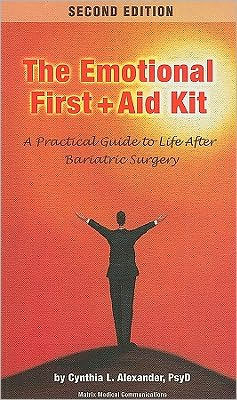 SECOND EDITION
The Emotional
First + Aid Kit
A Practical Guide to Life After
Bariatric Surgery
by Cynthia L. Alexander, PsyD
Matrix Medical Communications